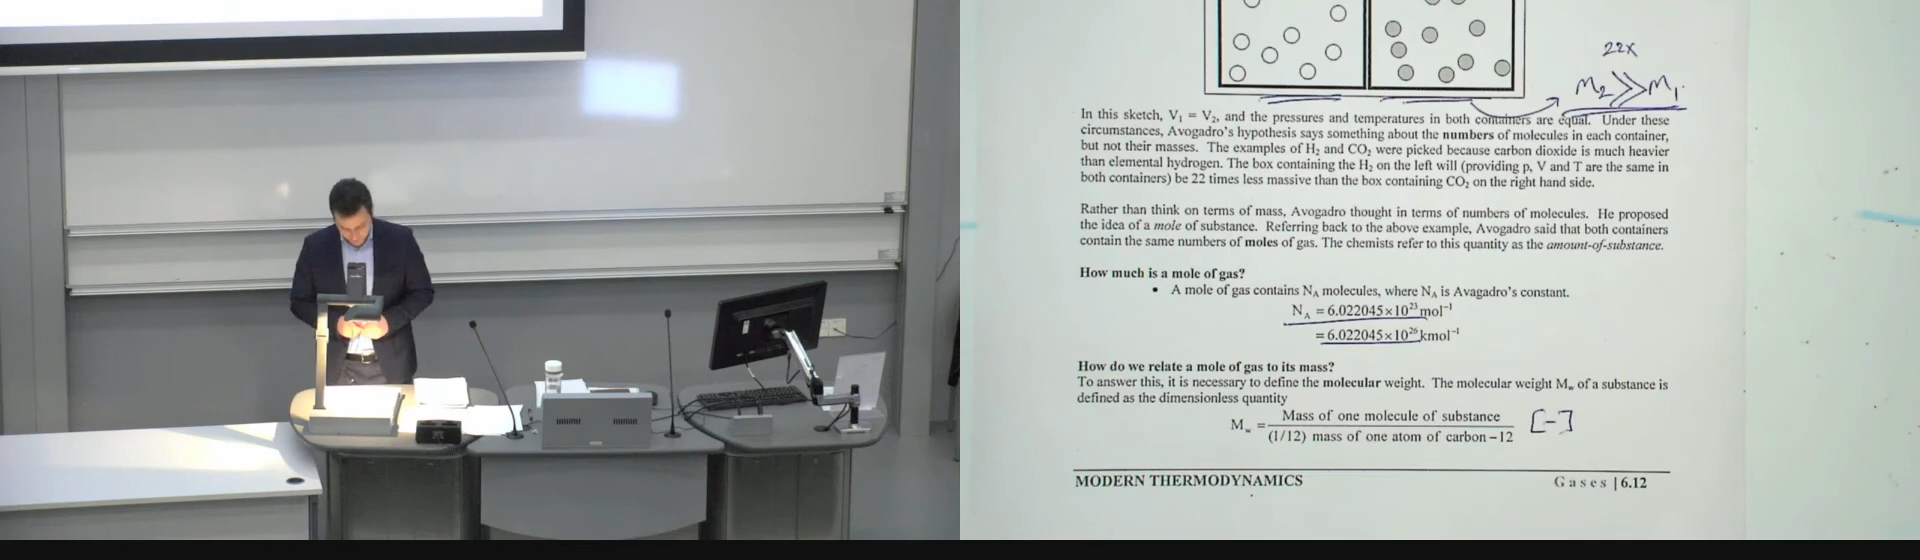 22x
M₂ >> M₁.
In this sketch, V₁ = V₂, and the pressures and temperatures in both containers are equal. Under these
circumstances, Avogadro's hypothesis says something about the numbers of molecules in each container,
but not their masses. The examples of H₂ and CO₂ were picked because carbon dioxide is much heavier
than elemental hydrogen. The box containing the H₂ on the left will (providing p, V and T are the same in
both containers) be 22 times less massive than the box containing CO₂ on the right hand side.
Rather than think on terms of mass, Avogadro thought in terms of numbers of molecules. He proposed
the idea of a mole of substance. Referring back to the above example, Avogadro said that both containers
contain the same numbers of moles of gas. The chemists refer to this quantity as the amount-of-substance.
How much is a mole of gas?
• A mole of gas contains N_A molecules, where N_A is Avagadro's constant.
N_A = 6.022045×10²³ mol⁻¹
= 6.022045×10²⁶ kmol⁻¹
How do we relate a mole of gas to its mass?
To answer this, it is necessary to define the molecular weight. The molecular weight M_w of a substance is
defined as the dimensionless quantity
M_w = Mass of one molecule of substance / (1/12) mass of one atom of carbon−12 [-]
MODERN THERMODYNAMICS Gases | 6.12